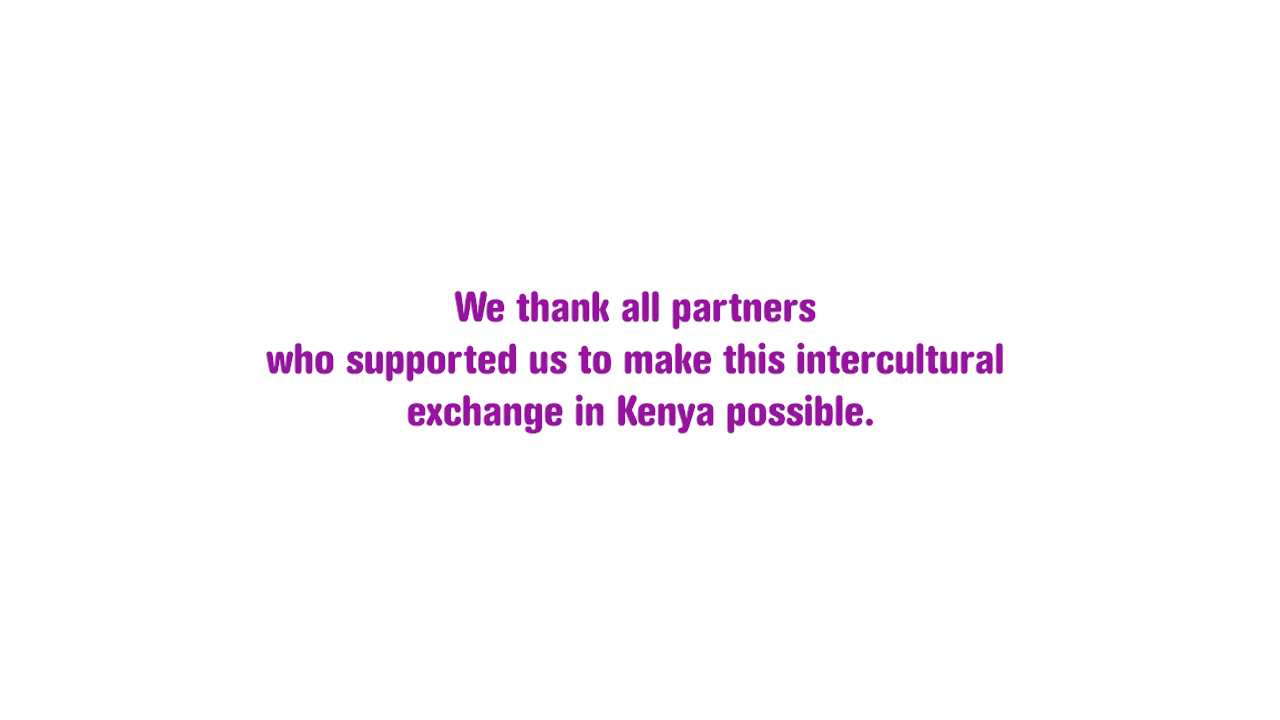 We thank all partners
who supported us to make this intercultural
exchange in Kenya possible.